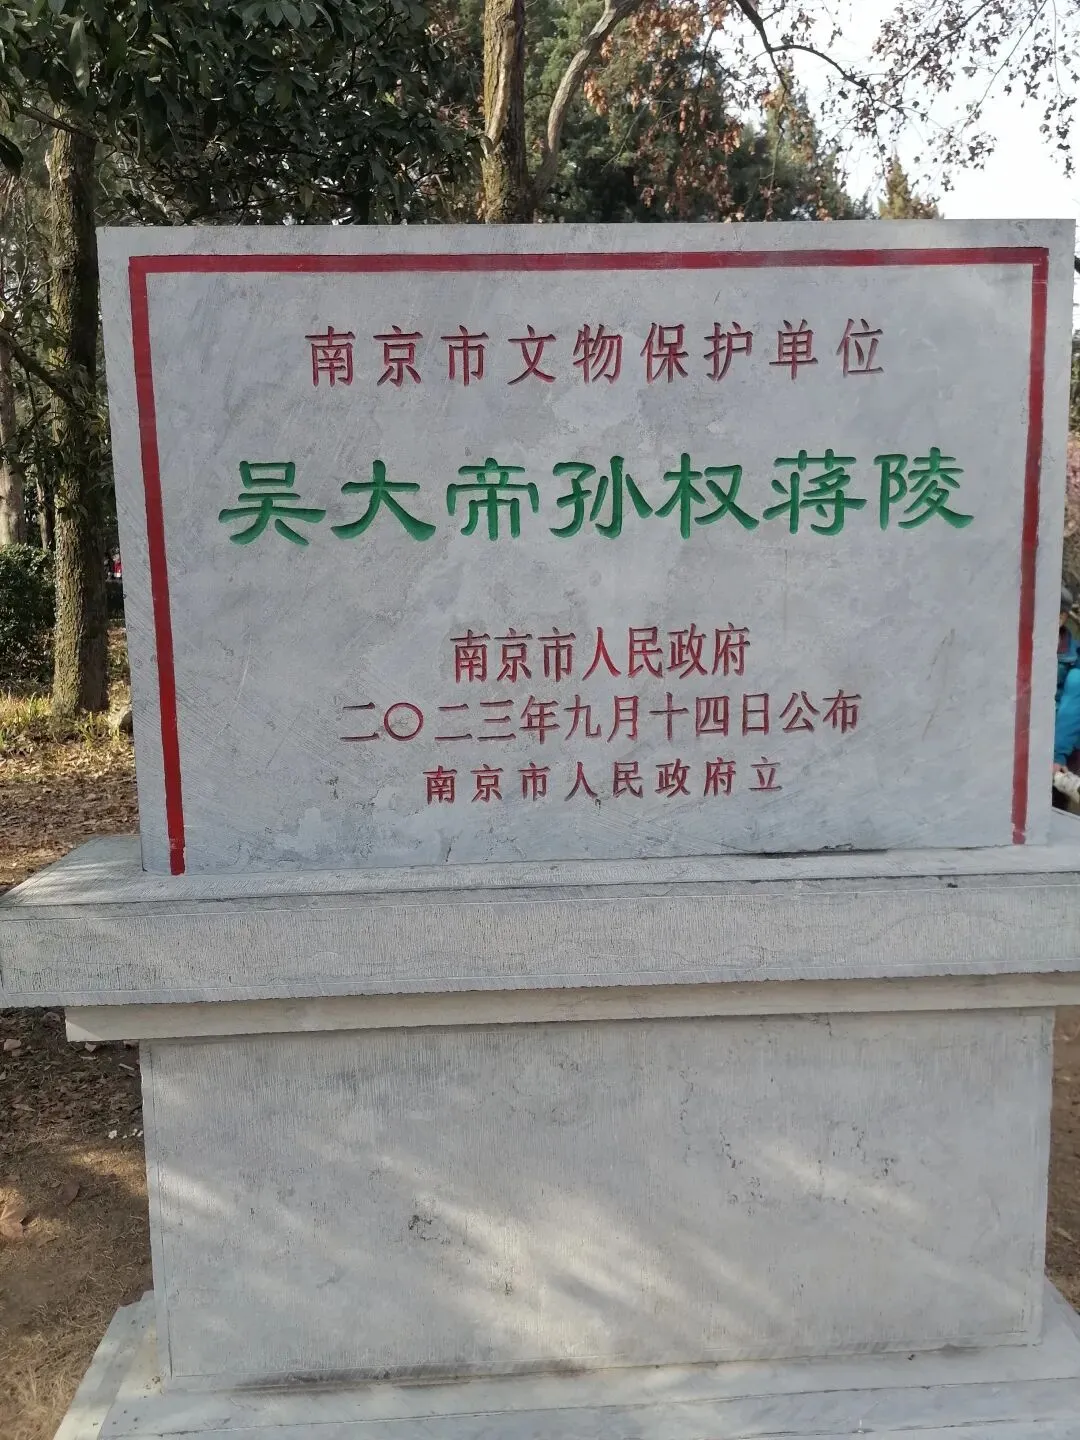 南京市文物保护单位
吴大帝孙权蒋陵
南京市人民政府
二〇二三年九月十四日公布
南京市人民政府立